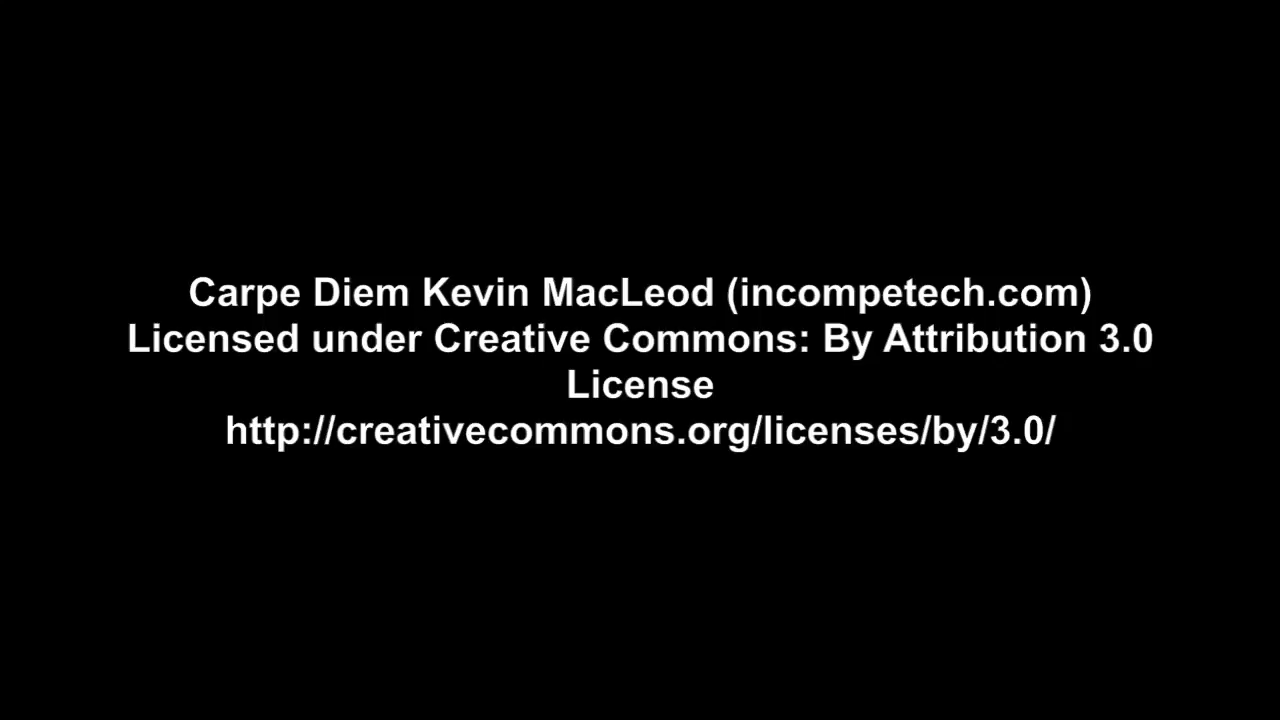 Carpe Diem Kevin MacLeod (incompetech.com)
Licensed under Creative Commons: By Attribution 3.0
License
http://creativecommons.org/licenses/by/3.0/